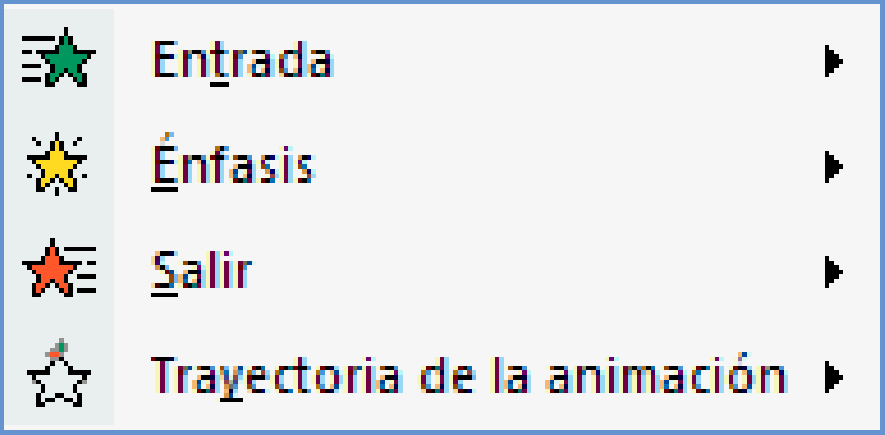 Entrada
Énfasis
Salir
Trayectoria de la animación